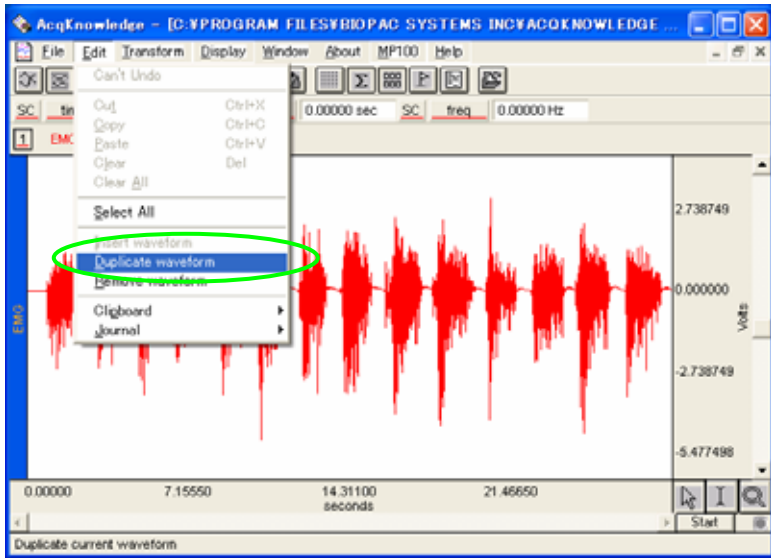 AcqKnowledge - [C:¥PROGRAM FILES¥BIOPAC SYSTEMS INC¥ACQKNOWLEDGE ...
File Edit Transform Display Window About MP100 Help
Can't Undo
Cut Ctrl+X
Copy Ctrl+C
Paste Ctrl+V
Clear Del
Clear All
Select All
Insert waveform
Duplicate waveform
Remove waveform
Clipboard
Journal
SC tim 0.00000 sec SC freq 0.00000 Hz
1 EMG
2.738749
0.000000
-2.738749
-5.477498
Volts
EMG
0.00000 7.15550 14.31100 21.46650
seconds
Start
Duplicate current waveform